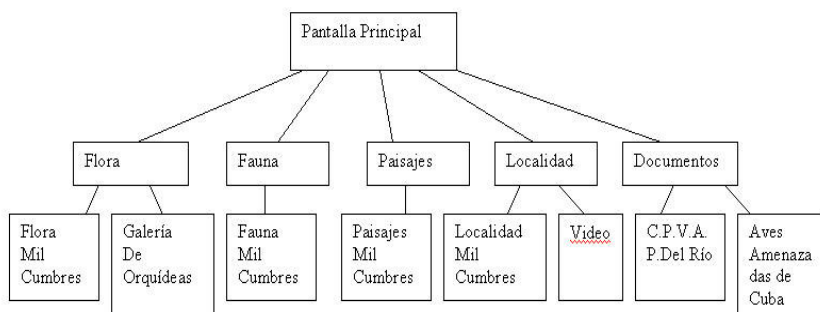 Pantalla Principal
Flora
Fauna
Paisajes
Localidad
Documentos
Flora
Mil
Cumbres
Galería
De
Orquídeas
Fauna
Mil
Cumbres
Paisajes
Mil
Cumbres
Localidad
Mil
Cumbres
Video
C.P.V.A.
P.Del Río
Aves
Amenaza
das de
Cuba